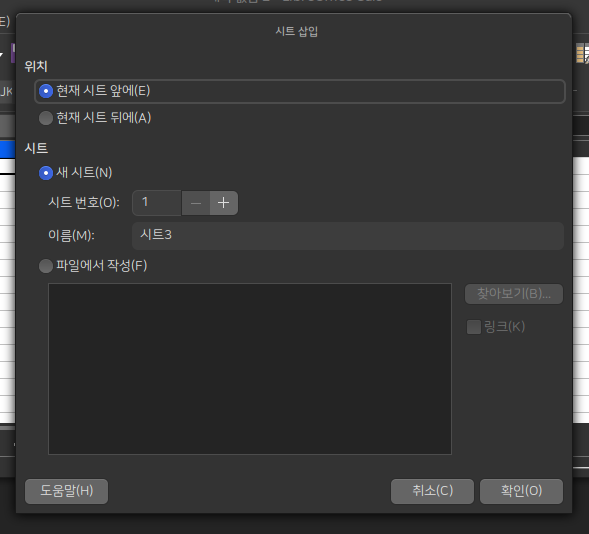 시트 삽입
위치
현재 시트 앞에(E)
현재 시트 뒤에(A)
시트
새 시트(N)
시트 번호(O): 1
이름(M): 시트3
파일에서 작성(F)
찾아보기(B)...
링크(K)
도움말(H) 취소(C) 확인(O)